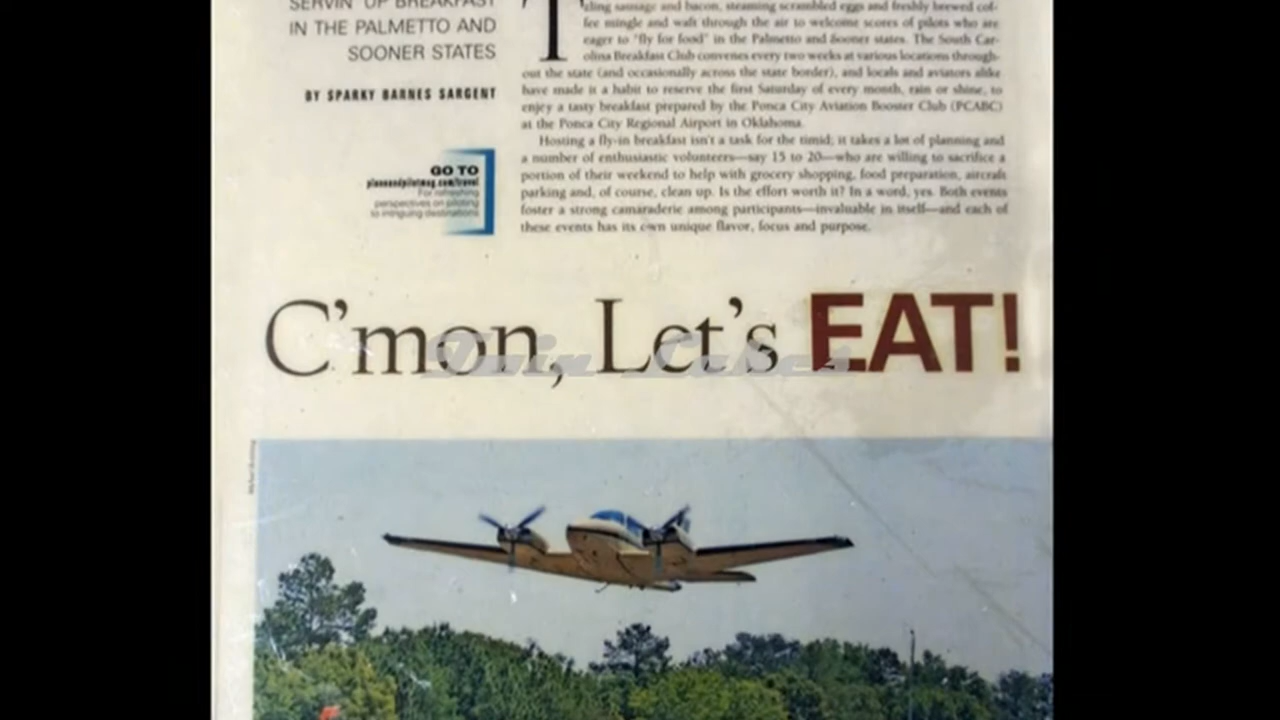 SERVIN' UP BREAKFAST
IN THE PALMETTO AND
SOONER STATES
BY SPARKY BARNES SARGENT
GO TO
planeandpilotmag.com/travel
For refreshing
perspectives on piloting
to intriguing destinations
T
zling sausage and bacon, steaming scrambled eggs and freshly brewed cof-
fee mingle and waft through the air to welcome scores of pilots who are
eager to "fly for food" in the Palmetto and Sooner states. The South Car-
olina Breakfast Club convenes every two weeks at various locations through-
out the state (and occasionally across the state border), and locals and aviators alike
have made it a habit to reserve the first Saturday of every month, rain or shine, to
enjoy a tasty breakfast prepared by the Ponca City Aviation Booster Club (PCABC)
at the Ponca City Regional Airport in Oklahoma.
Hosting a fly-in breakfast isn't a task for the timid; it takes a lot of planning and
a number of enthusiastic volunteers—say 15 to 20—who are willing to sacrifice a
portion of their weekend to help with grocery shopping, food preparation, aircraft
parking and, of course, clean up. Is the effort worth it? In a word, yes. Both events
foster a strong camaraderie among participants—invaluable in itself—and each of
these events has its own unique flavor, focus and purpose.
C'mon, Let's EAT!
Twin Lakes